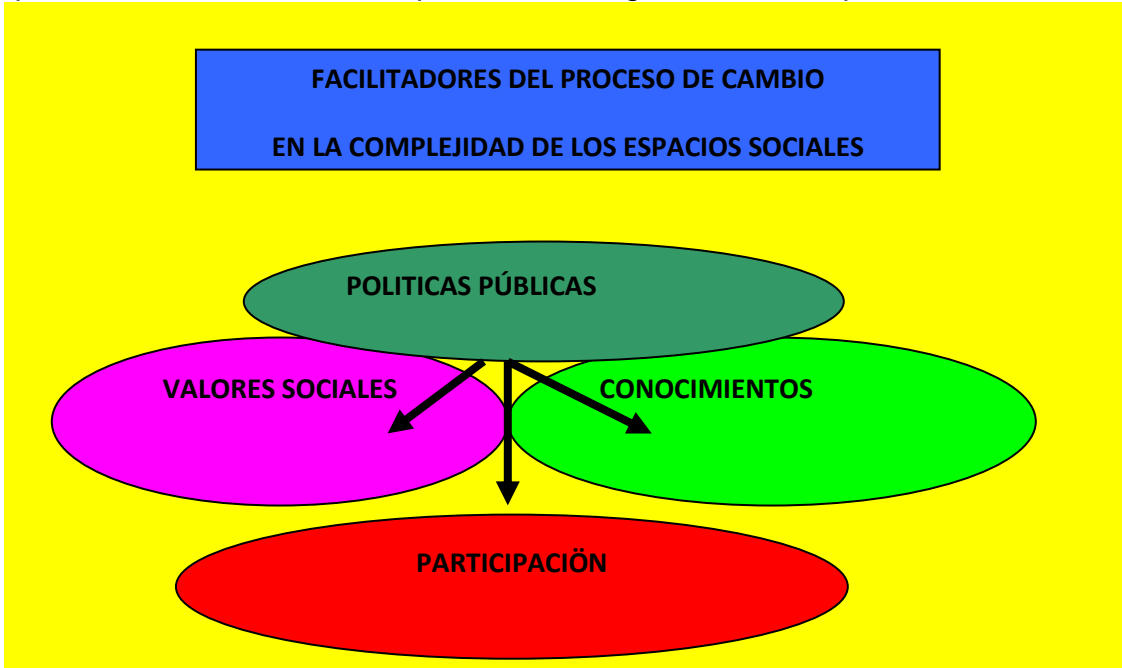 FACILITADORES DEL PROCESO DE CAMBIO
EN LA COMPLEJIDAD DE LOS ESPACIOS SOCIALES
POLITICAS PÚBLICAS
VALORES SOCIALES
CONOCIMIENTOS
PARTICIPACIÖN